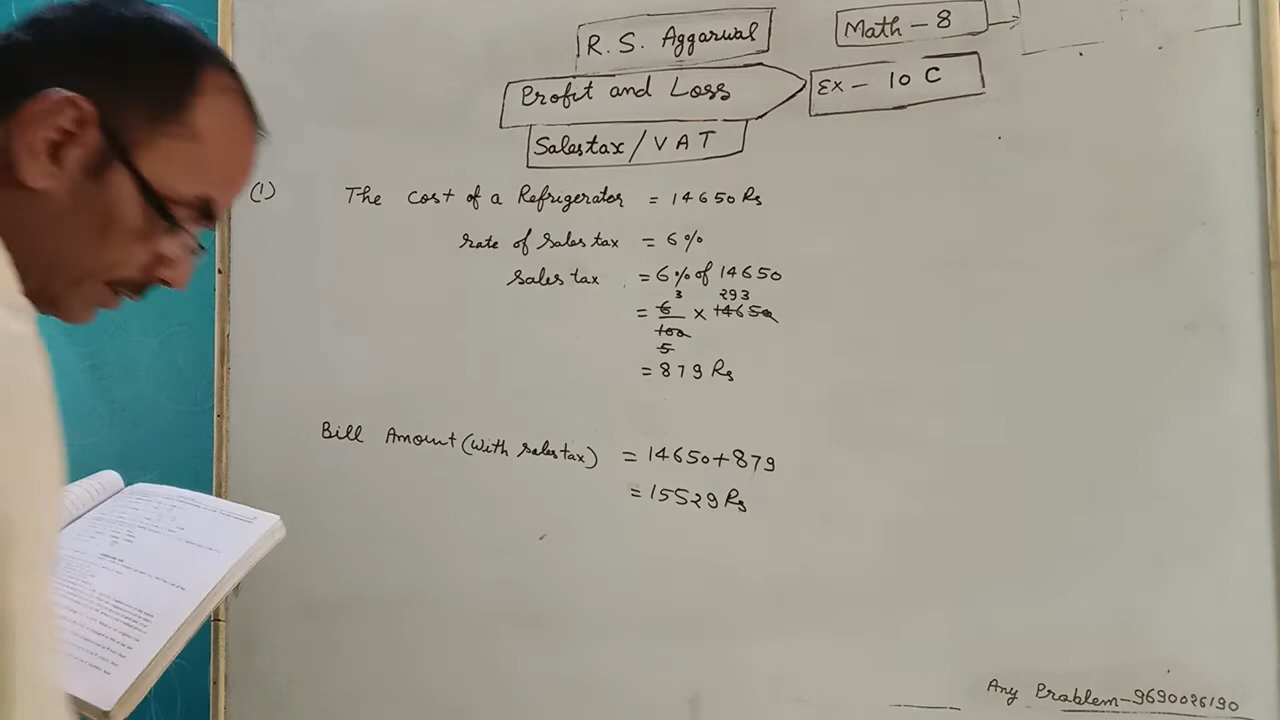 R. S. Aggarwal
Math - 8
Profit and Loss
Ex - 10 C
Salestax / VAT
(1) The cost of a Refrigerator = 14650 Rs
rate of sales tax = 6%
sales tax = 6% of 14650
3 293
= 6/100 × 14650
5
= 879 Rs
Bill Amount (with salestax) = 14650+879
= 15529 Rs
Any Problem-9690026190